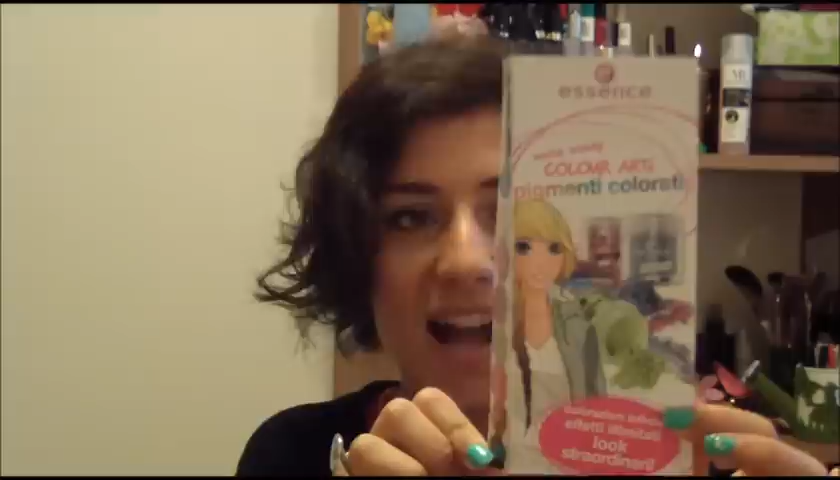 essence
COLOUR ARTS
pigmenti colorati
effetti illimitati
look
straordinari!